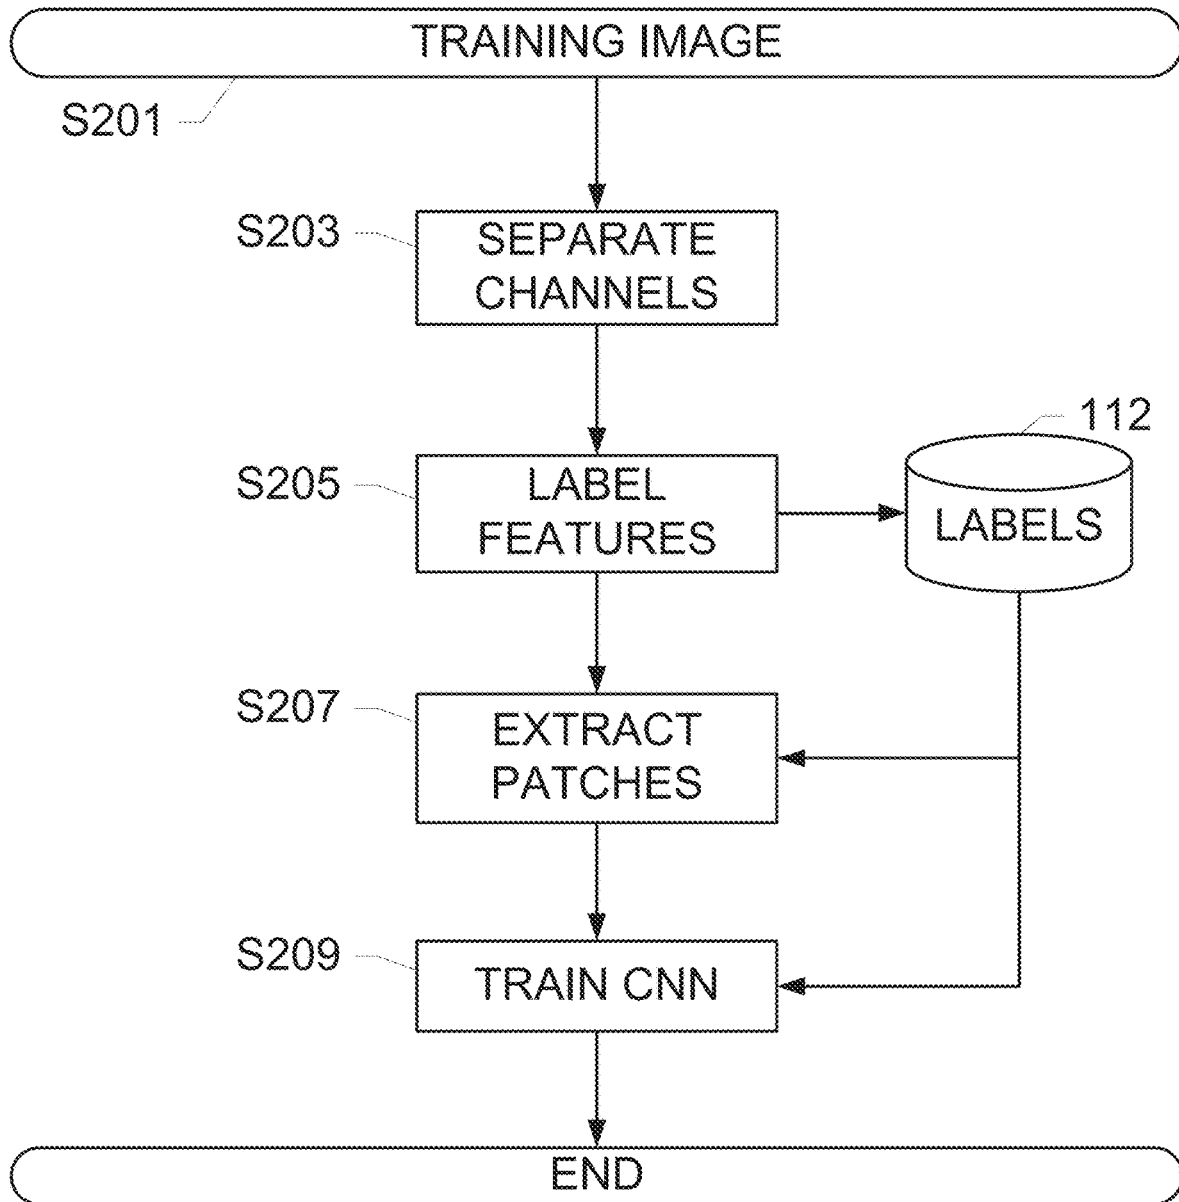 TRAINING IMAGE
S201
S203
SEPARATE
CHANNELS
112
S205
LABEL
FEATURES
LABELS
S207
EXTRACT
PATCHES
S209
TRAIN CNN
END